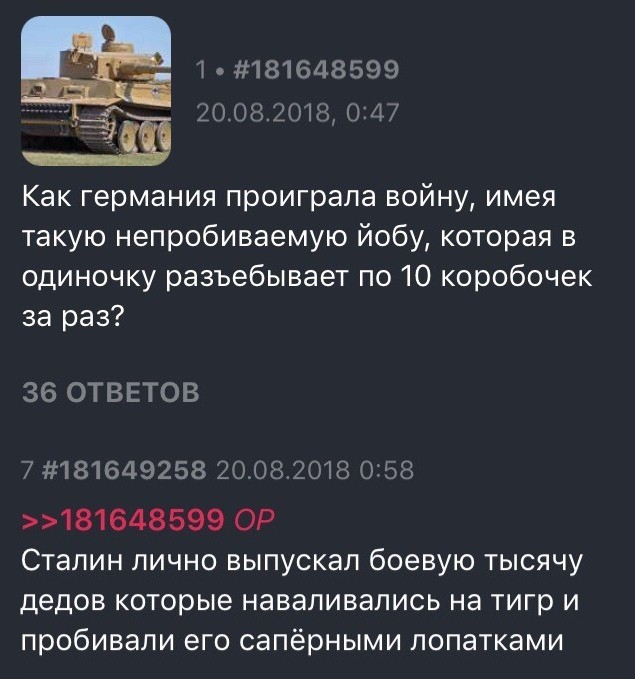 1 • #181648599
20.08.2018, 0:47
Как германия проиграла войну, имея
такую непробиваемую йобу, которая в
одиночку разъебывает по 10 коробочек
за раз?
36 ОТВЕТОВ
7 #181649258 20.08.2018 0:58
>>181648599 OP
Сталин лично выпускал боевую тысячу
дедов которые наваливались на тигр и
пробивали его сапёрными лопатками